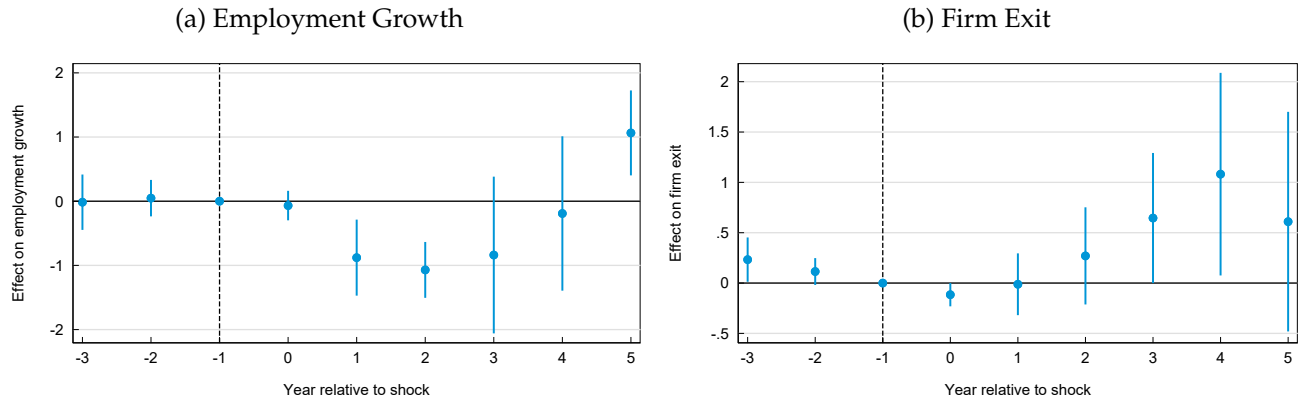 (a) Employment Growth
2
1
0
-1
-2
Effect on employment growth
-3 -2 -1 0 1 2 3 4 5
Year relative to shock
(b) Firm Exit
2
1.5
1
.5
0
-.5
Effect on firm exit
-3 -2 -1 0 1 2 3 4 5
Year relative to shock